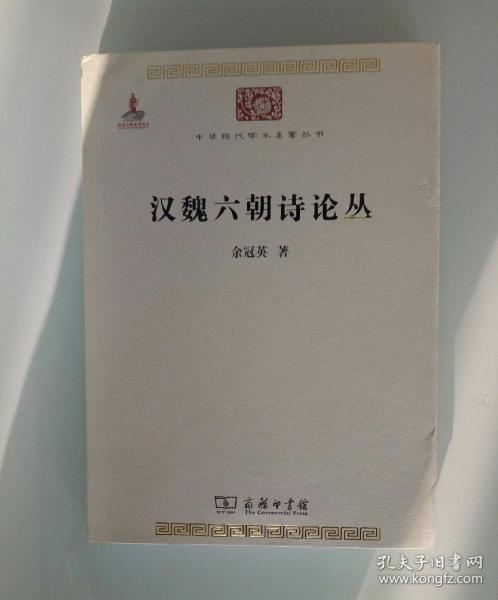 中华现代学术名著丛书
汉魏六朝诗论丛
余冠英 著
商务印书馆
The Commercial Press
孔夫子旧书网
www.kongfz.com